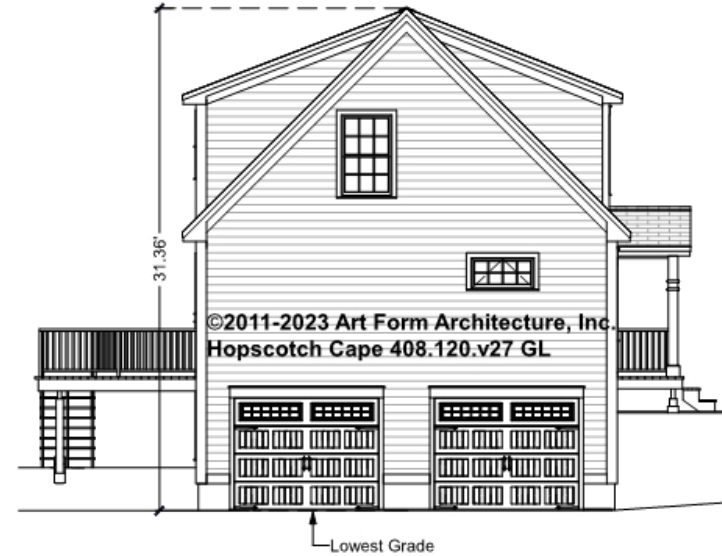 31.36'
©2011-2023 Art Form Architecture, Inc.
Hopscotch Cape 408.120.v27 GL
Lowest Grade